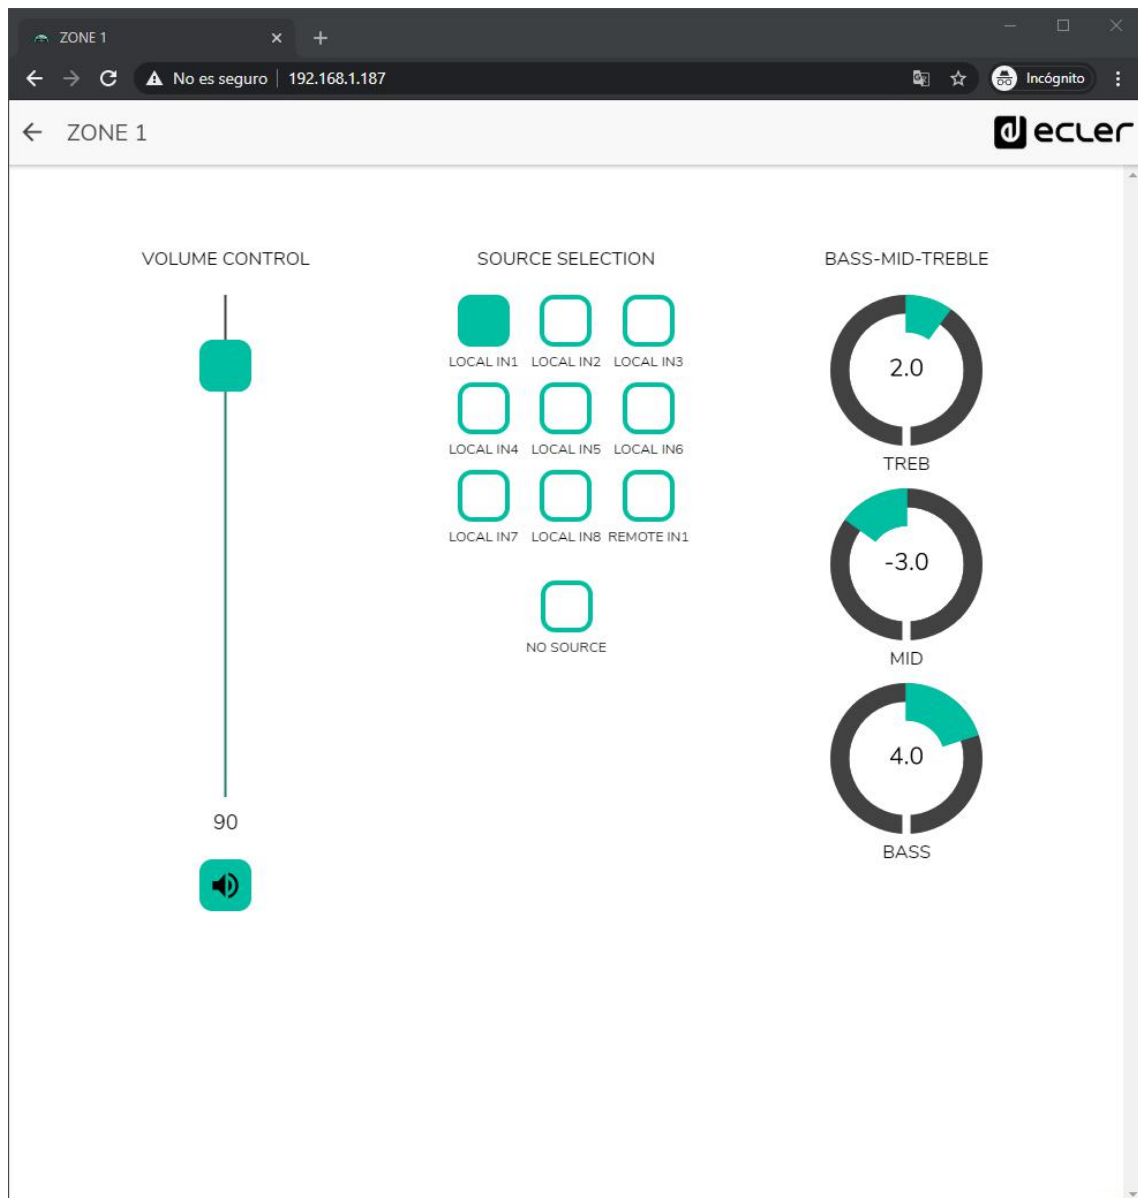 ZONE 1
No es seguro | 192.168.1.187
Incógnito
ZONE 1
ecler
VOLUME CONTROL
SOURCE SELECTION
BASS-MID-TREBLE
LOCAL IN1 LOCAL IN2 LOCAL IN3
LOCAL IN4 LOCAL IN5 LOCAL IN6
LOCAL IN7 LOCAL IN8 REMOTE IN1
NO SOURCE
2.0
TREB
-3.0
MID
4.0
BASS
90